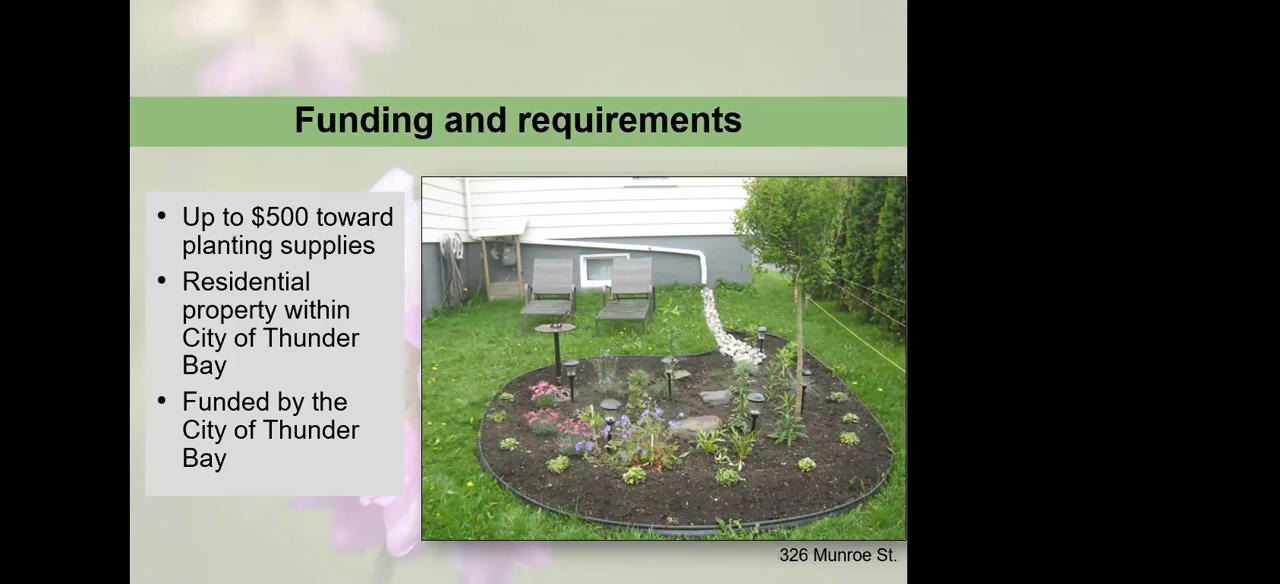 Funding and requirements
• Up to $500 toward
planting supplies
• Residential
property within
City of Thunder
Bay
• Funded by the
City of Thunder
Bay
326 Munroe St.